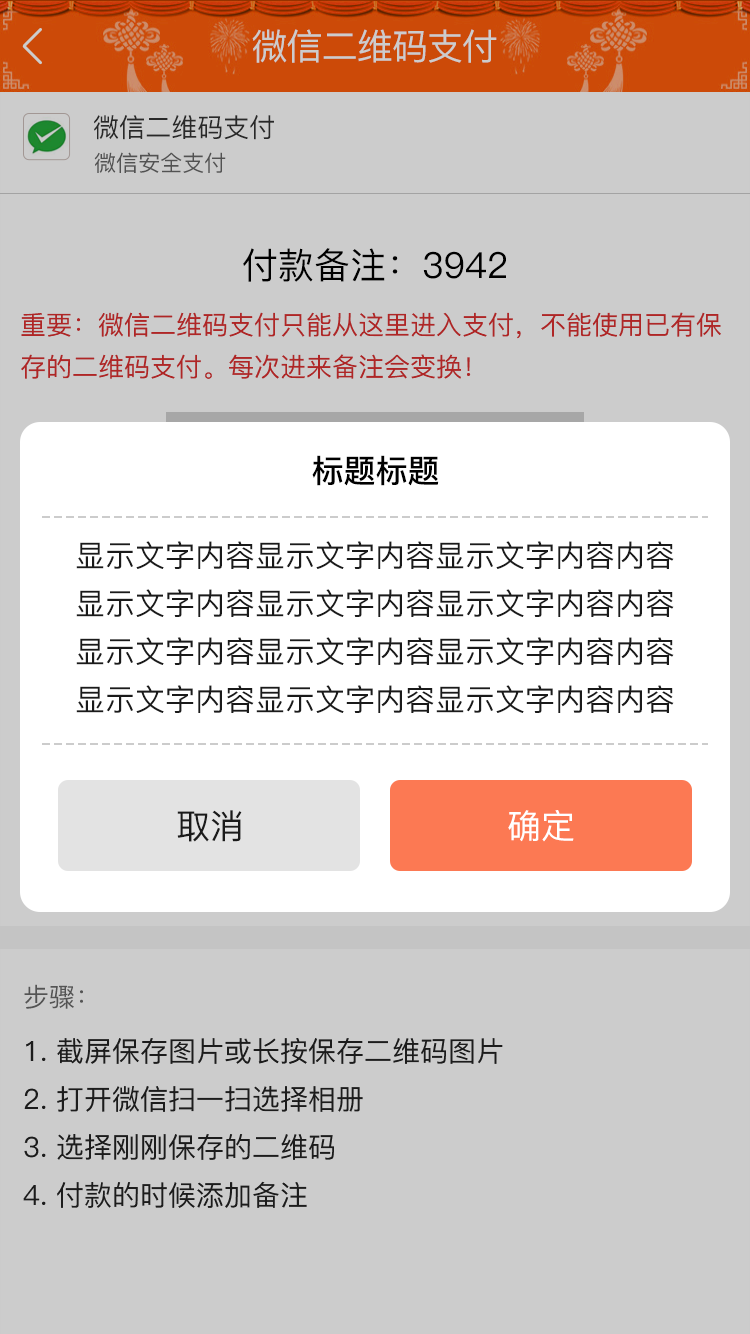 微信二维码支付
微信二维码支付
微信安全支付
付款备注：3942
重要：微信二维码支付只能从这里进入支付，不能使用已有保
存的二维码支付。每次进来备注会变换！
标题标题
显示文字内容显示文字内容显示文字内容内容
显示文字内容显示文字内容显示文字内容内容
显示文字内容显示文字内容显示文字内容内容
显示文字内容显示文字内容显示文字内容内容
取消
确定
步骤：
1. 截屏保存图片或长按保存二维码图片
2. 打开微信扫一扫选择相册
3. 选择刚刚保存的二维码
4. 付款的时候添加备注